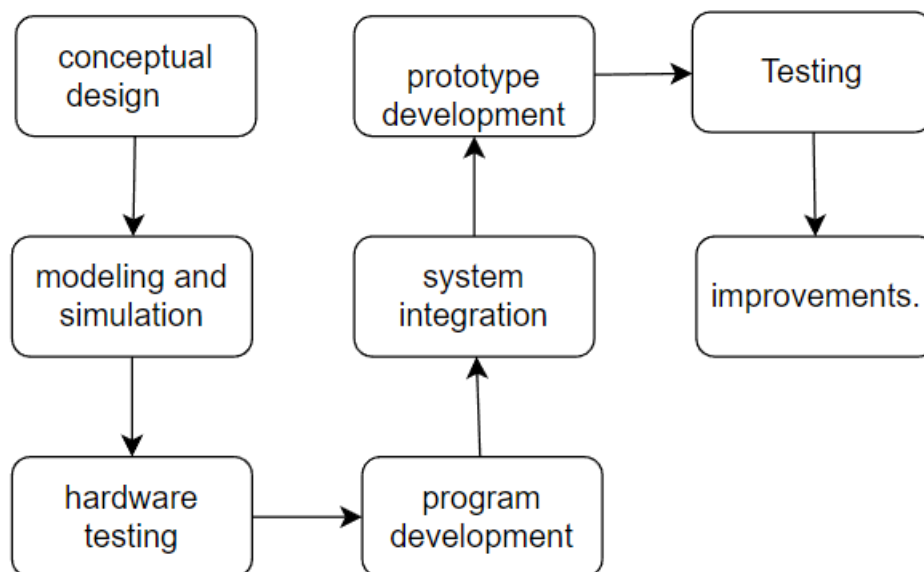 conceptual
design
modeling and
simulation
hardware
testing
program
development
system
integration
prototype
development
Testing
improvements.